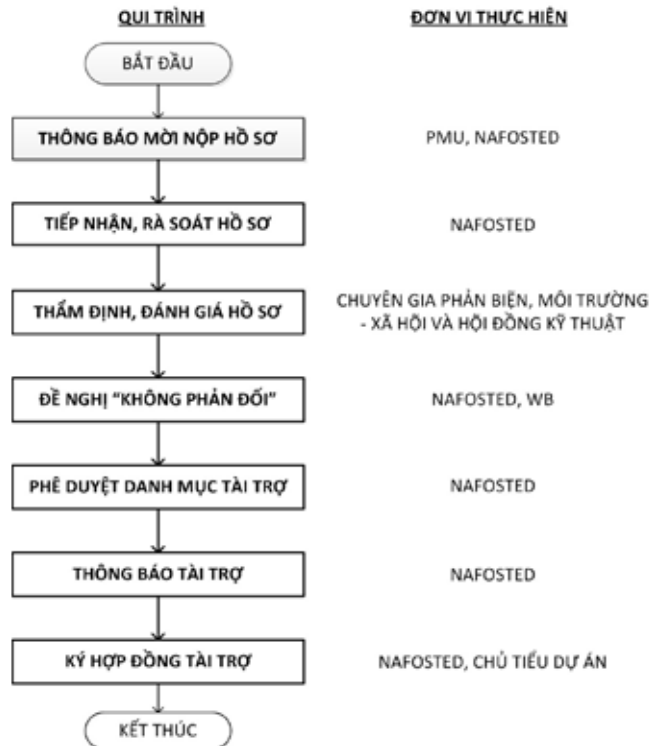 QUI TRÌNH
ĐƠN VI THƯC HIÊN
BẮT ĐẦU
THÔNG BÁO MỜI NỘP HỒ SƠ
PMU, NAFOSTED
TIẾP NHẬN, RÀ SOÁT HỒ SƠ
NAFOSTED
THẨM ĐỊNH, ĐÁNH GIÁ HỒ SƠ
CHUYÊN GIA PHẢN BIỆN, MÔI TRƯỜNG
- XÃ HỘI VÀ HỘI ĐỒNG KỸ THUẬT
ĐỀ NGHỊ “KHÔNG PHẢN ĐỐI”
NAFOSTED, WB
PHÊ DUYỆT DANH MỤC TÀI TRỢ
NAFOSTED
THÔNG BÁO TÀI TRỢ
NAFOSTED
KÝ HỢP ĐỒNG TÀI TRỢ
NAFOSTED, CHỦ TIỂU DỰ ÁN
KẾT THÚC